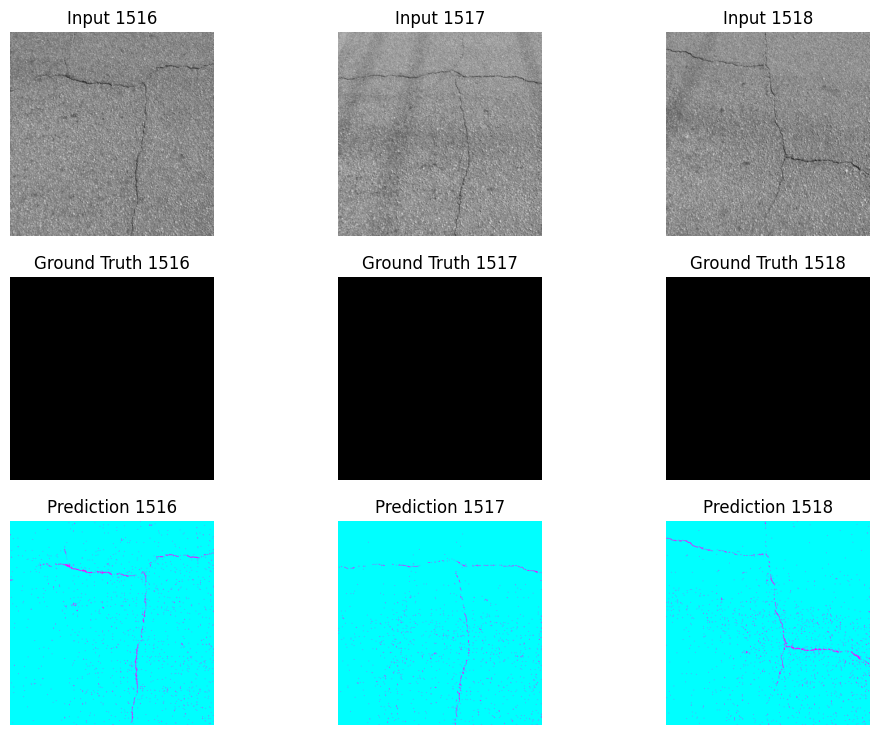 Input 1516
Input 1517
Input 1518
Ground Truth 1516
Ground Truth 1517
Ground Truth 1518
Prediction 1516
Prediction 1517
Prediction 1518